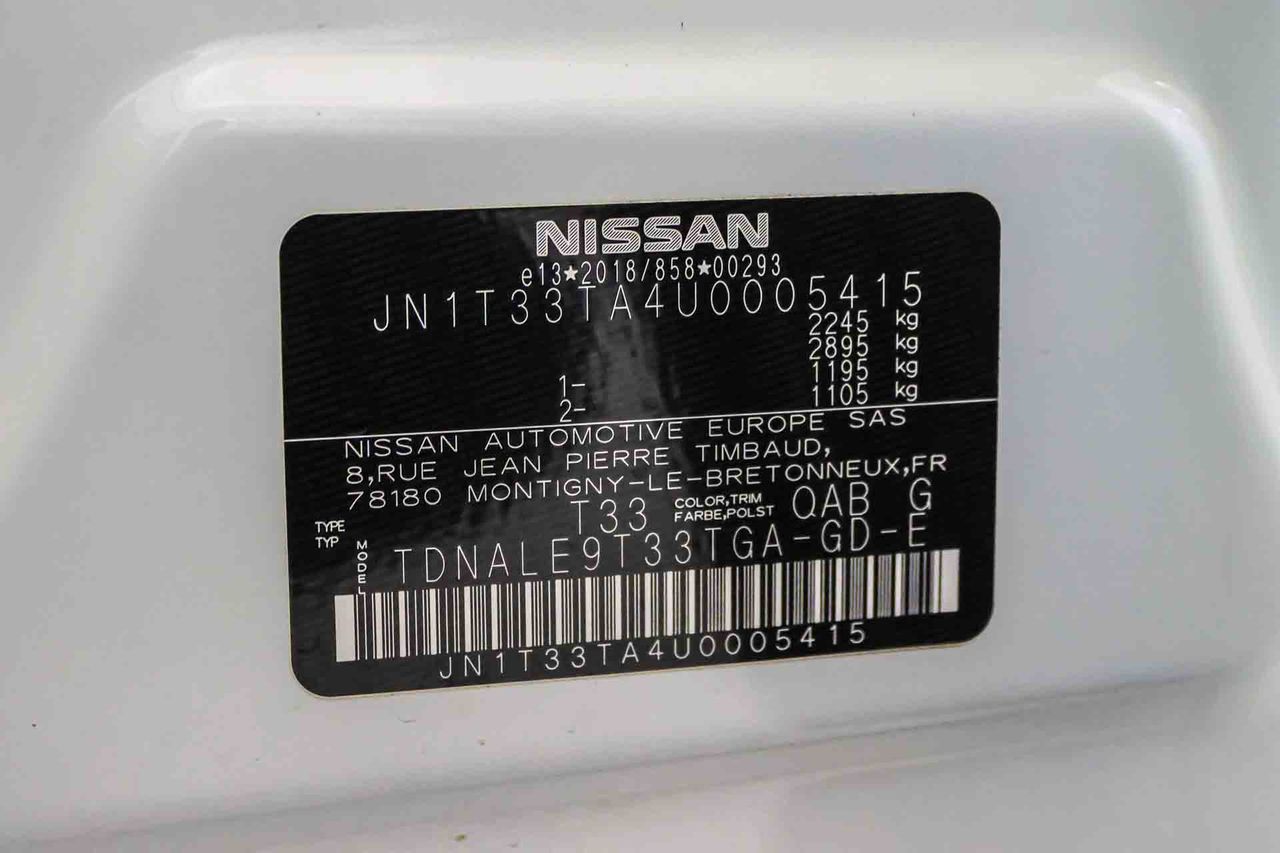 NISSAN
e13★2018/858★00293
JN1T33TA4U0005415
2245 kg
2895 kg
1- 1195 kg
2- 1105 kg
NISSAN AUTOMOTIVE EUROPE SAS
8,RUE JEAN PIERRE TIMBAUD,
78180 MONTIGNY-LE-BRETONNEUX,FR
TYPE T33 COLOR,TRIM QAB G
TYP FARBE,POLST
MODEL TDNALE9T33TGA-GD-E
JN1T33TA4U0005415